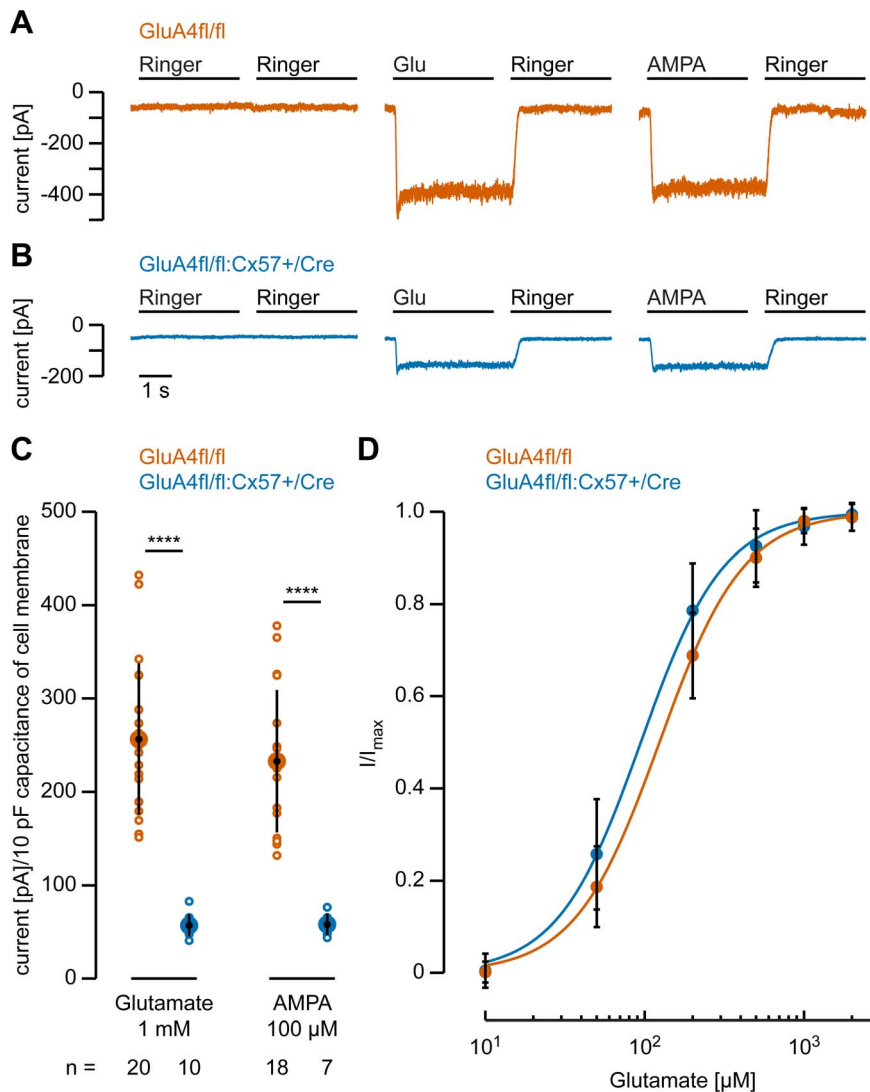 A
GluA4fl/fl
Ringer Ringer Glu Ringer AMPA Ringer
0
-200
-400
current [pA]
B
GluA4fl/fl:Cx57+/Cre
Ringer Ringer Glu Ringer AMPA Ringer
0
-200
current [pA]
1 s
C
GluA4fl/fl
GluA4fl/fl:Cx57+/Cre
500
400
300
200
100
0
current [pA]/10 pF capacitance of cell membrane
****
****
Glutamate
1 mM
AMPA
100 µM
n = 20 10 18 7
D
GluA4fl/fl
GluA4fl/fl:Cx57+/Cre
1.0
0.8
0.6
0.4
0.2
0
I/Imax
10¹ 10² 10³
Glutamate [µM]